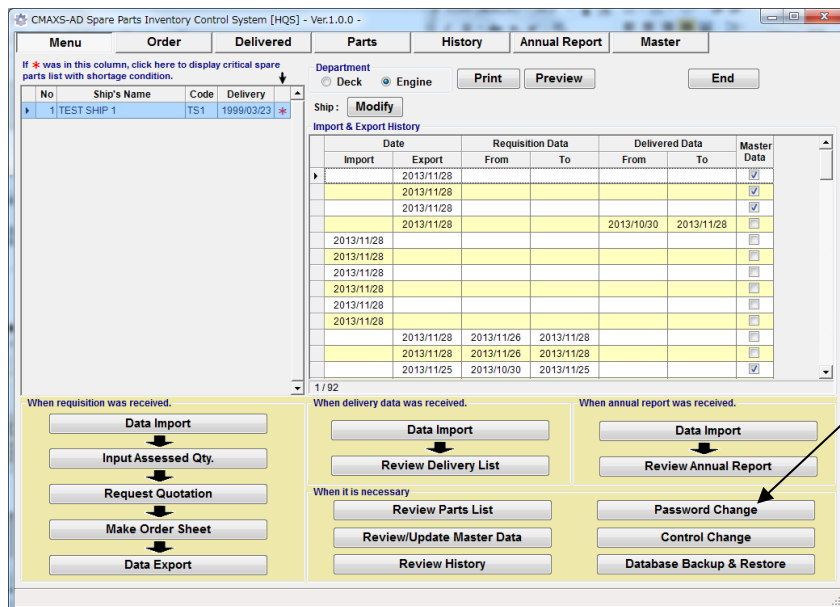 CMAXS-AD Spare Parts Inventory Control System [HQS] - Ver.1.0.0 -
Menu Order Delivered Parts History Annual Report Master
If * was in this column, click here to display critical spare
parts list with shortage condition.
No Ship's Name Code Delivery
1 TEST SHIP 1 TS1 1999/03/23 *
Department
Deck Engine Print Preview End
Ship : Modify
Import & Export History
Date Requisition Data Delivered Data Master
Import Export From To From To Data
2013/11/28
2013/11/28
2013/11/28
2013/11/28 2013/10/30 2013/11/28
2013/11/28
2013/11/28
2013/11/28
2013/11/28
2013/11/28
2013/11/28
2013/11/28 2013/11/26 2013/11/28
2013/11/28 2013/11/26 2013/11/28
2013/11/25 2013/10/30 2013/11/25
1 / 92
When requisition was received.
Data Import
Input Assessed Qty.
Request Quotation
Make Order Sheet
Data Export
When delivery data was received.
Data Import
Review Delivery List
When annual report was received.
Data Import
Review Annual Report
When it is necessary
Review Parts List Password Change
Review/Update Master Data Control Change
Review History Database Backup & Restore